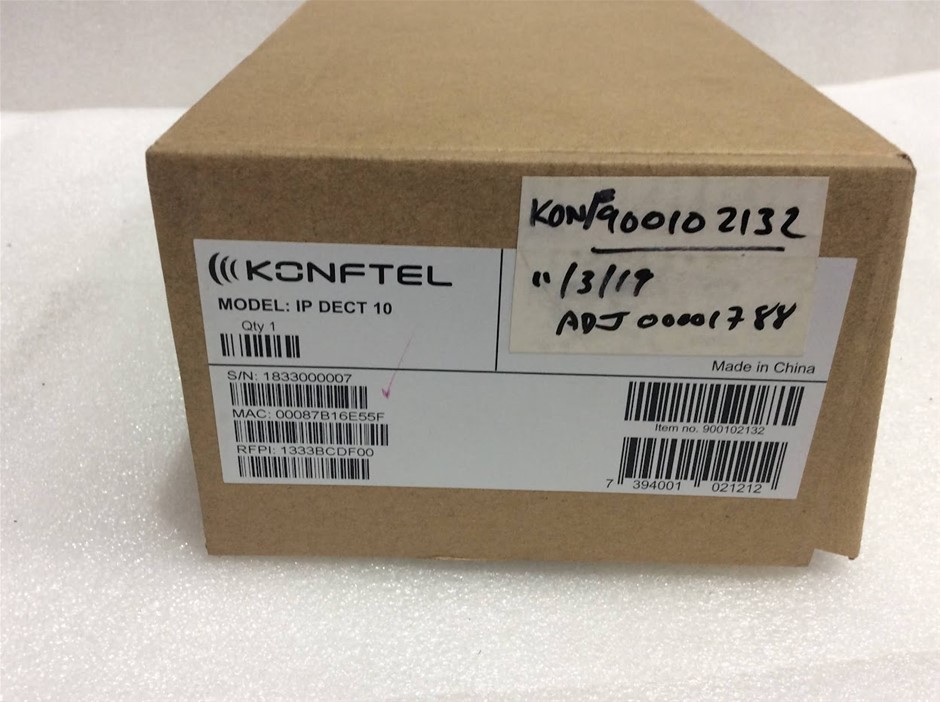 KON/900102132
11/3/19
ADJ 00001788
KONFTEL
MODEL: IP DECT 10
Qty 1
Made in China
S/N: 1833000007
MAC: 00087B16E55F
RFPI: 1333BCDF00
Item no. 900102132
7 394001 021212